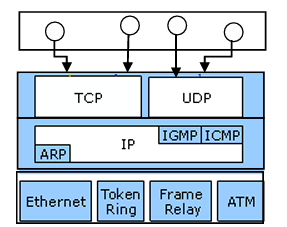 TCP
UDP
IP
IGMP
ICMP
ARP
Ethernet
Token
Ring
Frame
Relay
ATM